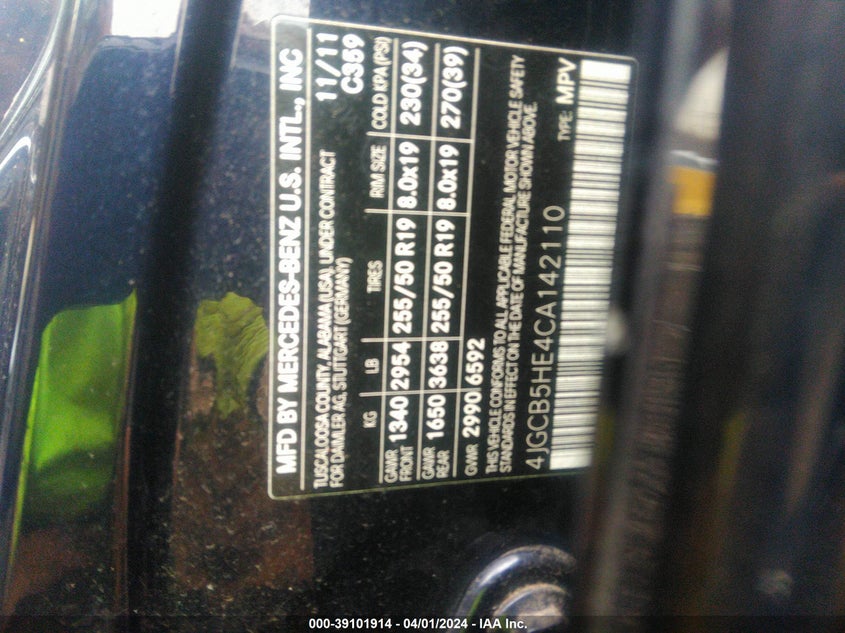 MFD BY MERCEDES-BENZ U.S. INTL., INC
TUSCALOOSA COUNTY, ALABAMA (USA), UNDER CONTRACT 11/11
FOR DAIMLER AG, STUTTGART (GERMANY) C389
KG LB TIRES RIM SIZE COLD KPA (PSI)
GAWR FRONT 1340 2954 255/50 R19 8.0x19 230(34)
GAWR REAR 1650 3638 255/50 R19 8.0x19 270(39)
GVWR 2990 6592
THIS VEHICLE CONFORMS TO ALL APPLICABLE FEDERAL MOTOR VEHICLE SAFETY
STANDARDS IN EFFECT ON THE DATE OF MANUFACTURE SHOWN ABOVE.
4JGCB5HE4CA142110 TYPE: MPV
000-39101914 - 04/01/2024 - IAA Inc.